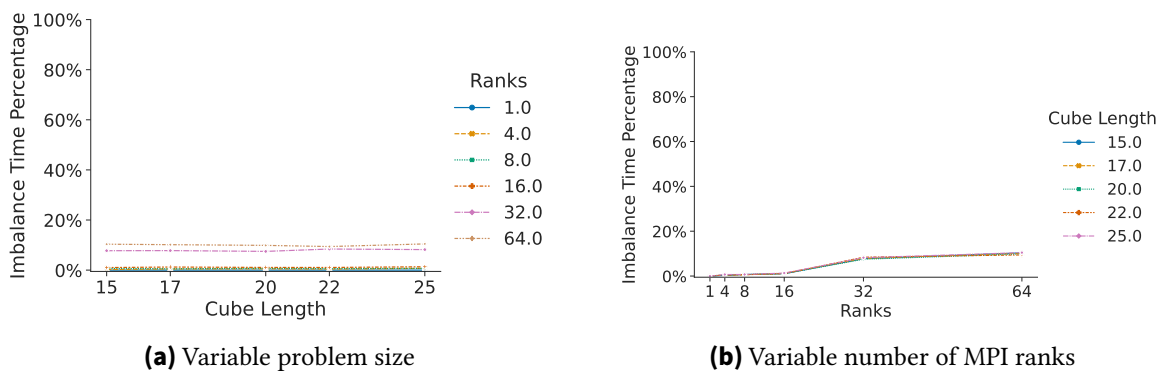 Imbalance Time Percentage
100%
80%
60%
40%
20%
0%
15 17 20 22 25
Cube Length
Ranks
1.0
4.0
8.0
16.0
32.0
64.0
(a) Variable problem size
Imbalance Time Percentage
100%
80%
60%
40%
20%
0%
1 4 8 16 32 64
Ranks
Cube Length
15.0
17.0
20.0
22.0
25.0
(b) Variable number of MPI ranks